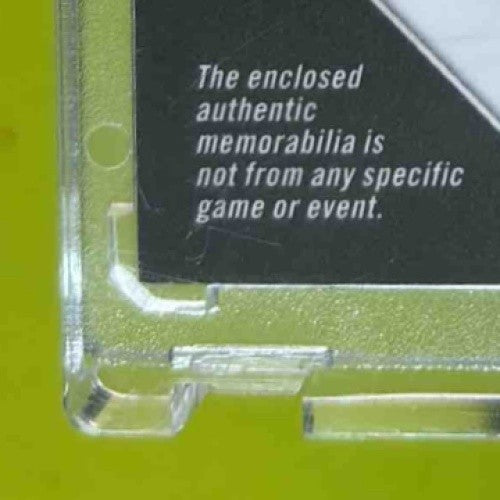 The enclosed
authentic
memorabilia is
not from any specific
game or event.